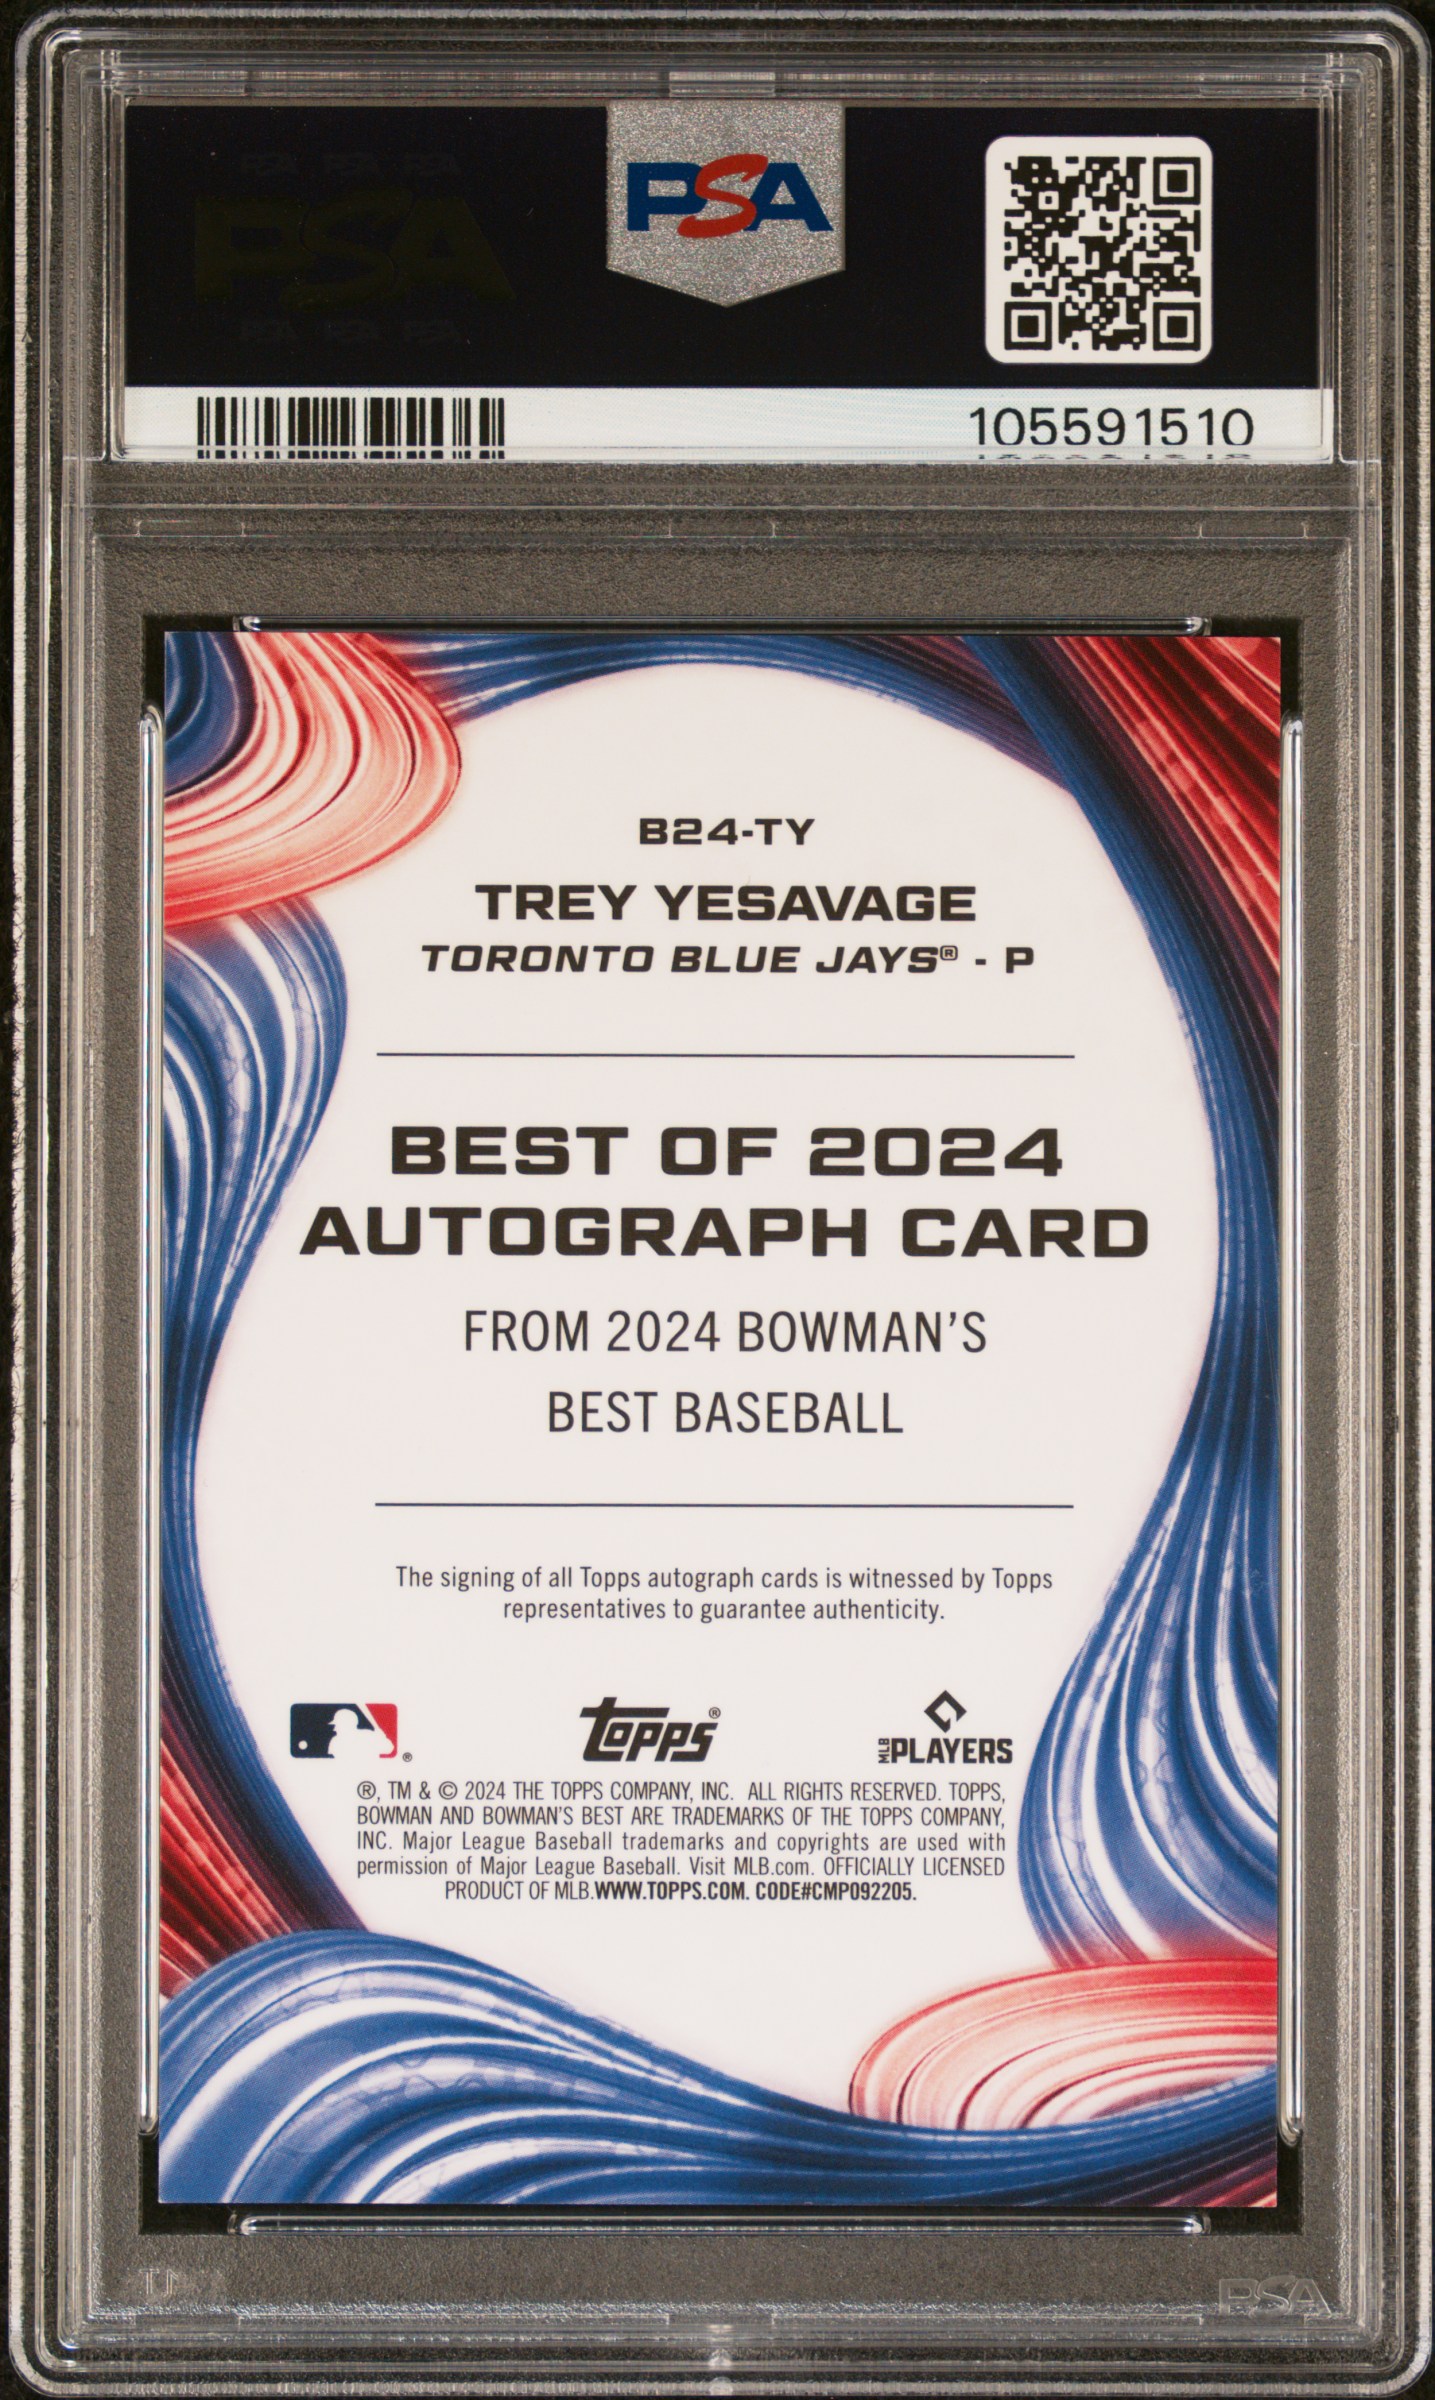 PSA
105591510
B24-TY
TREY YESAVAGE
TORONTO BLUE JAYS® - P
BEST OF 2024
AUTOGRAPH CARD
FROM 2024 BOWMAN'S
BEST BASEBALL
The signing of all Topps autograph cards is witnessed by Topps
representatives to guarantee authenticity.
®
topps®
MLB PLAYERS
®, TM & © 2024 THE TOPPS COMPANY, INC. ALL RIGHTS RESERVED. TOPPS,
BOWMAN AND BOWMAN'S BEST ARE TRADEMARKS OF THE TOPPS COMPANY,
INC. Major League Baseball trademarks and copyrights are used with
permission of Major League Baseball. Visit MLB.com. OFFICIALLY LICENSED
PRODUCT OF MLB.WWW.TOPPS.COM. CODE#CMP092205.
PSA